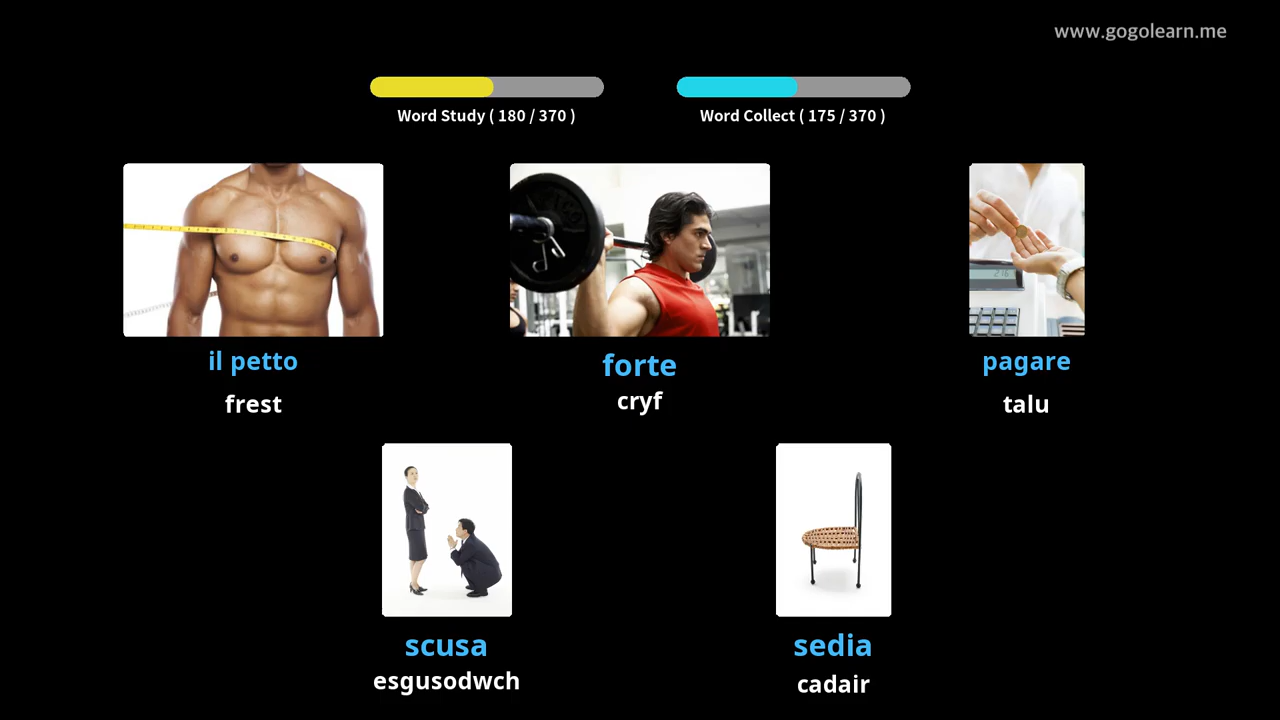 www.gogolearn.me
Word Study ( 180 / 370 )
Word Collect ( 175 / 370 )
il petto
frest
forte
cryf
pagare
talu
scusa
esgusodwch
sedia
cadair